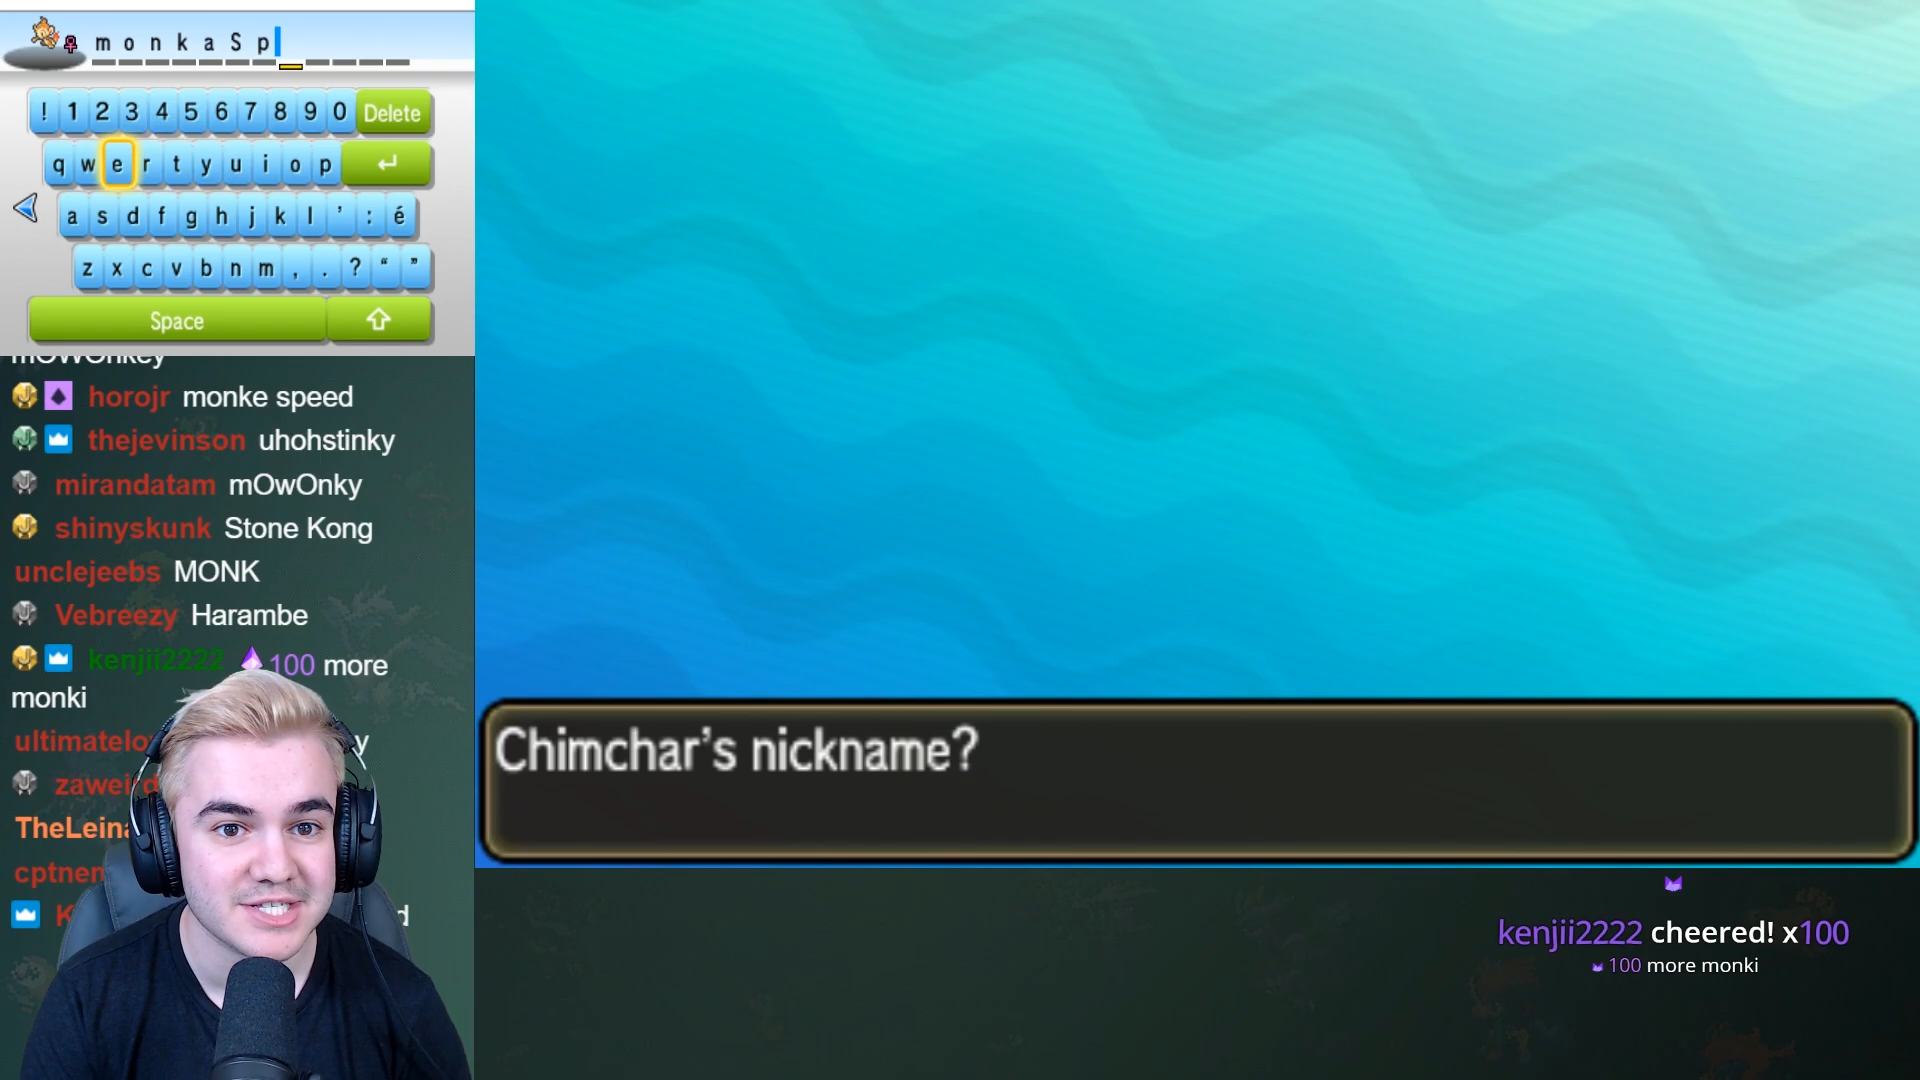 monkaSp
! 1 2 3 4 5 6 7 8 9 0 Delete
q w e r t y u i o p
a s d f g h j k l ’ : é
z x c v b n m , . ? “ ”
Space
mOwOnkey
horojr monke speed
thejevinson uhohstinky
mirandatam mOwOnky
shinyskunk Stone Kong
unclejeebs MONK
Vebreezy Harambe
kenjii2222 100 more
monki
Chimchar’s nickname?
kenjii2222 cheered! x100
100 more monki